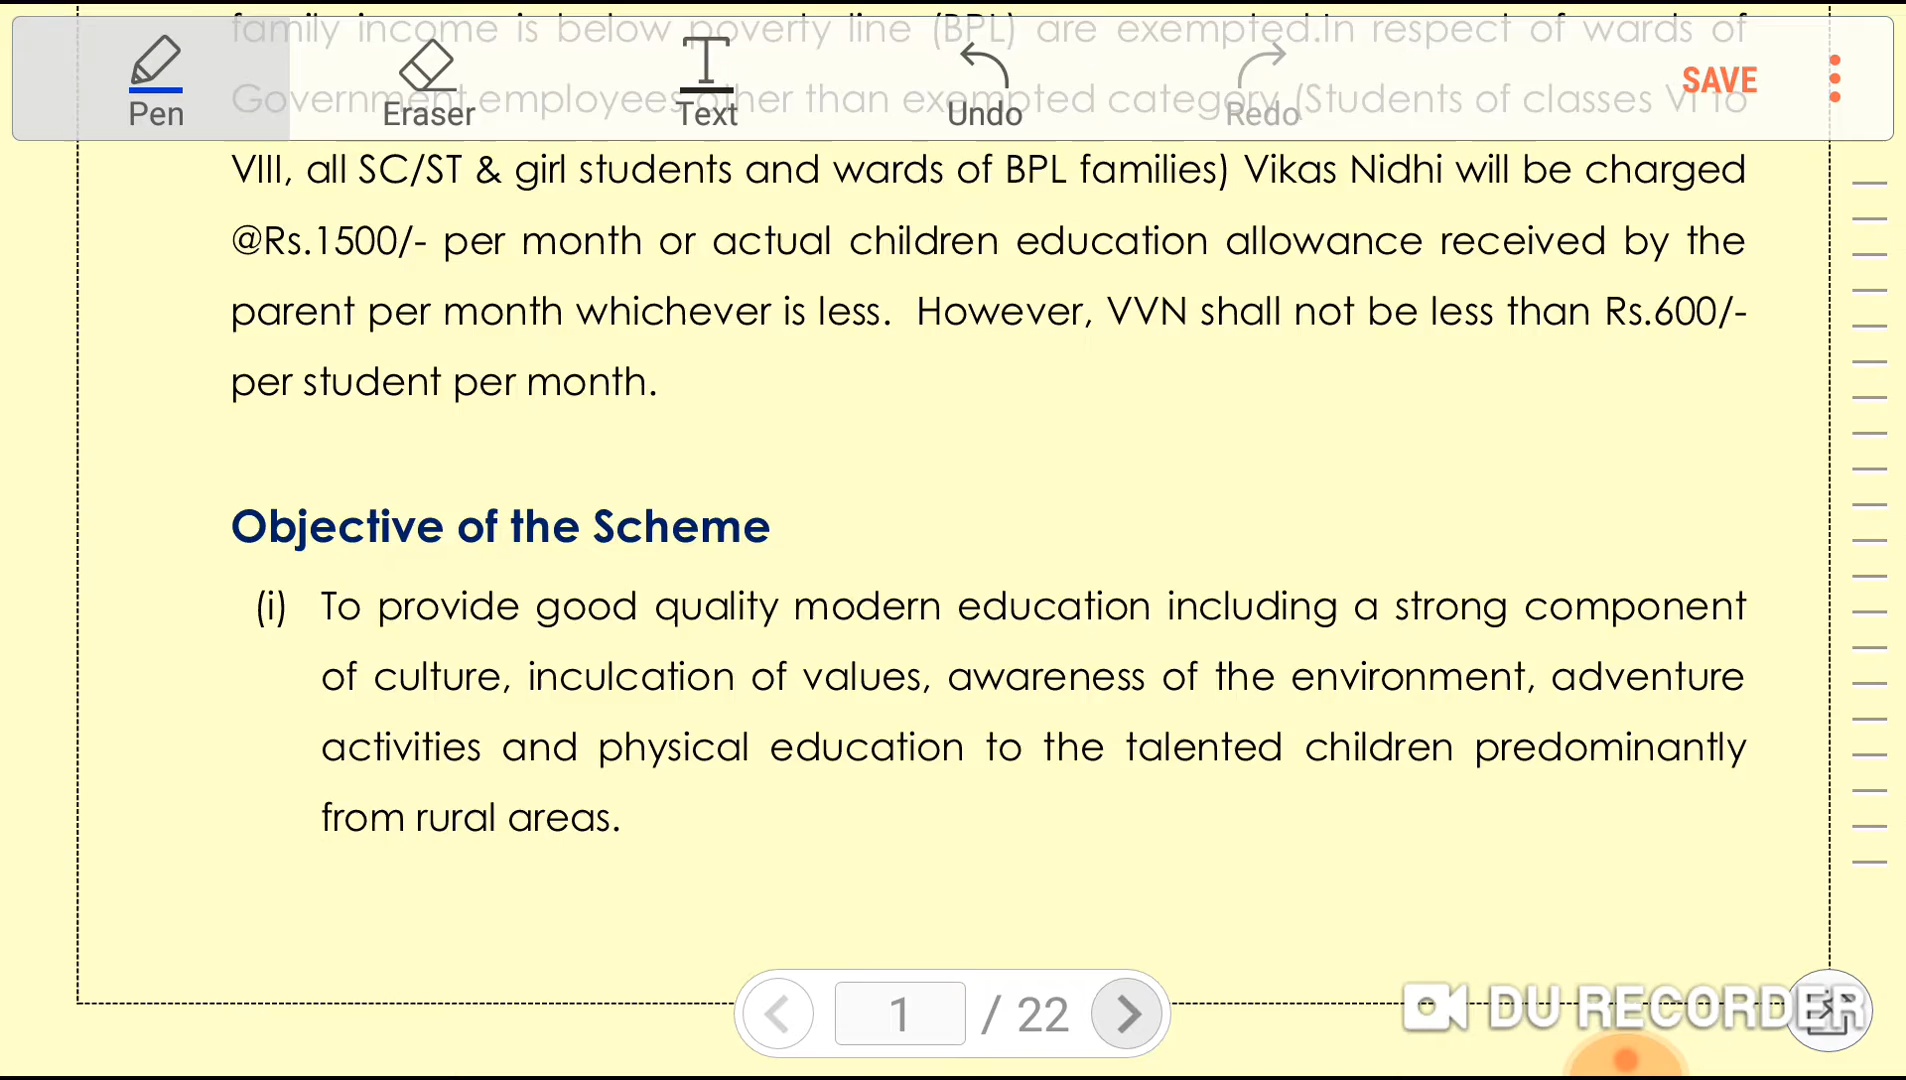 family income is below poverty line (BPL) are exempted.In respect of wards of
Government employees other than exempted category (Students of classes VI to
Pen
Eraser
Text
Undo
Redo
SAVE
VIII, all SC/ST & girl students and wards of BPL families) Vikas Nidhi will be charged
@Rs.1500/- per month or actual children education allowance received by the
parent per month whichever is less. However, VVN shall not be less than Rs.600/-
per student per month.
Objective of the Scheme
(i) To provide good quality modern education including a strong component
of culture, inculcation of values, awareness of the environment, adventure
activities and physical education to the talented children predominantly
from rural areas.
1 / 22
DU RECORDER